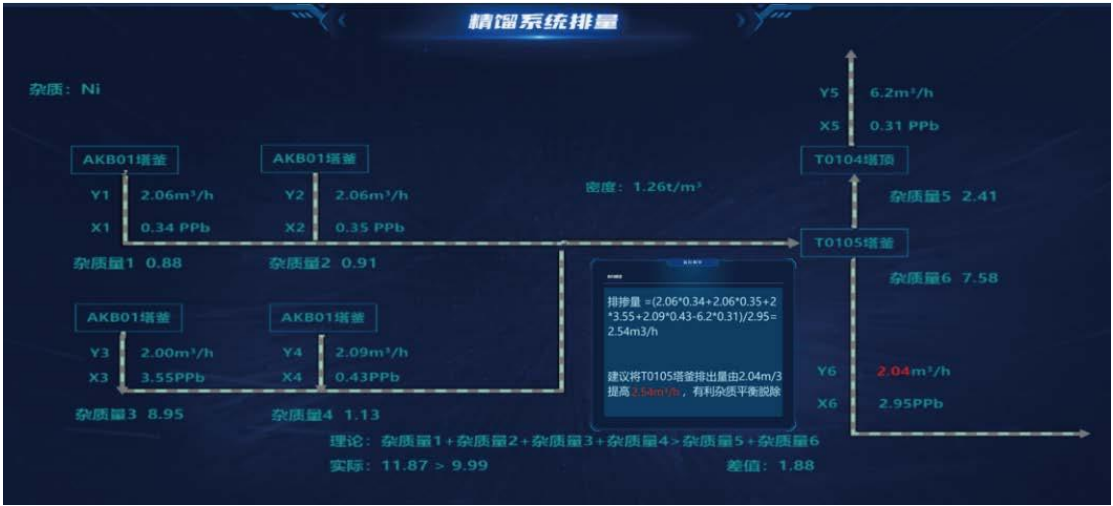 精馏系统排量
杂质：Ni
Y5 6.2m³/h
X5 0.31 PPb
AKB01塔釜
AKB01塔釜
T0104塔顶
Y1 2.06m³/h
Y2 2.06m³/h
密度：1.26t/m³
杂质量5 2.41
X1 0.34 PPb
X2 0.35 PPb
T0105塔釜
杂质量1 0.88
杂质量2 0.91
杂质量6 7.58
AKB01塔釜
AKB01塔釜
排掺量 =(2.06*0.34+2.06*0.35+2
*3.55+2.09*0.43-6.2*0.31)/2.95=
2.54m3/h
Y3 2.00m³/h
Y4 2.09m³/h
X3 3.55PPb
X4 0.43PPb
建议将T0105塔釜排出量由2.04m/3
提高2.54m³/h，有利杂质平衡脱除
Y6 2.04m³/h
X6 2.95PPb
杂质量3 8.95
杂质量4 1.13
理论：杂质量1+杂质量2+杂质量3+杂质量4>杂质量5+杂质量6
实际：11.87 > 9.99
差值：1.88